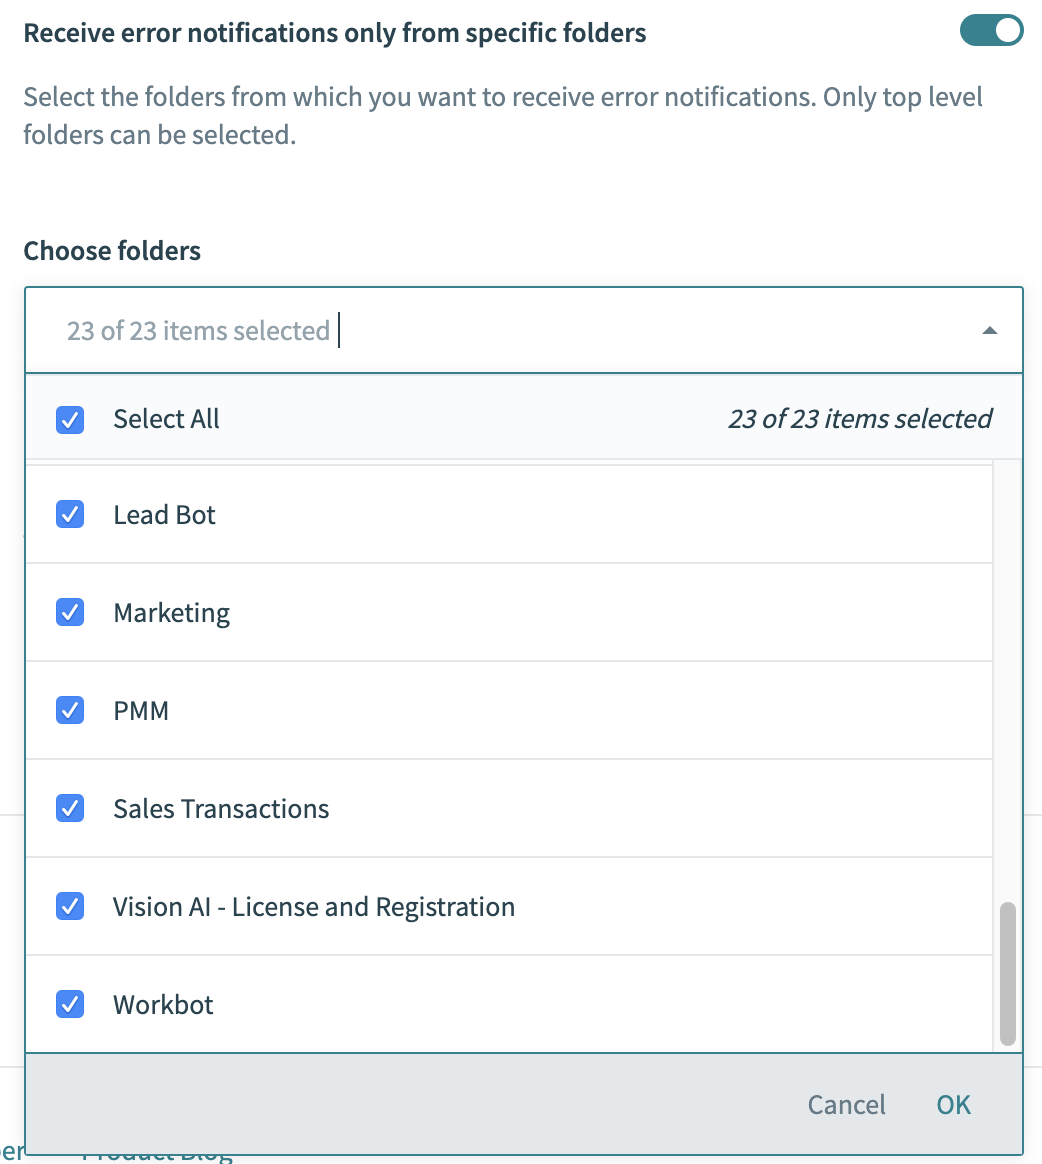 Receive error notifications only from specific folders
Select the folders from which you want to receive error notifications. Only top level
folders can be selected.
Choose folders
23 of 23 items selected
Select All 23 of 23 items selected
Lead Bot
Marketing
PMM
Sales Transactions
Vision AI - License and Registration
Workbot
Cancel OK
Product Blog